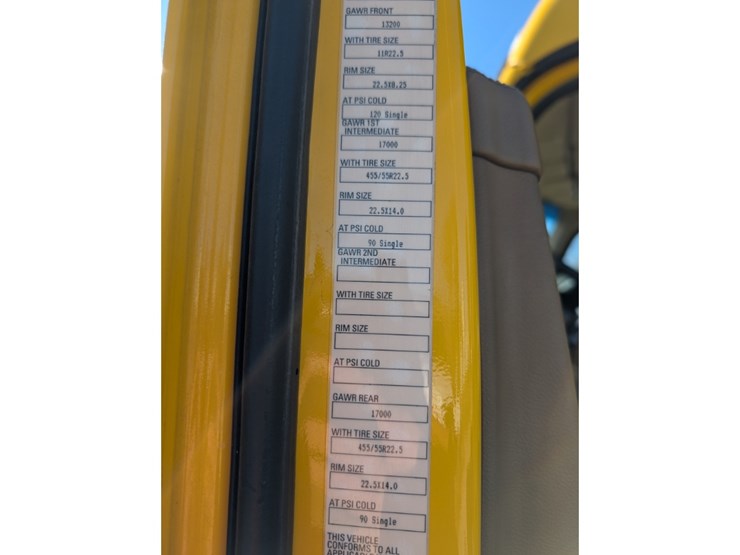 GAWR FRONT
13200
WITH TIRE SIZE
11R22.5
RIM SIZE
22.5X8.25
AT PSI COLD
120 Single
GAWR 1ST
INTERMEDIATE
17000
WITH TIRE SIZE
455/55R22.5
RIM SIZE
22.5X14.0
AT PSI COLD
90 Single
GAWR 2ND
INTERMEDIATE
WITH TIRE SIZE
RIM SIZE
AT PSI COLD
GAWR REAR
17000
WITH TIRE SIZE
455/55R22.5
RIM SIZE
22.5X14.0
AT PSI COLD
90 Single
THIS VEHICLE
CONFORMS TO ALL